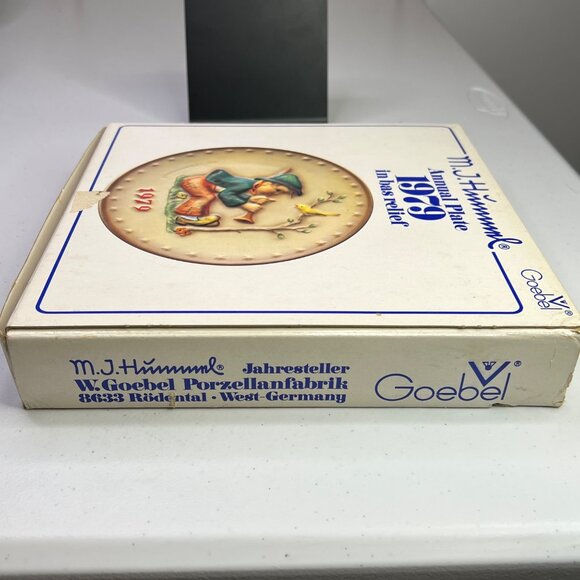 M.J.Hummel®
Annual Plate
1979
in bas relief
Goebel®
1979
M.J.Hummel® Jahresteller
W. Goebel Porzellanfabrik
8633 Rödental · West-Germany
Goebel®